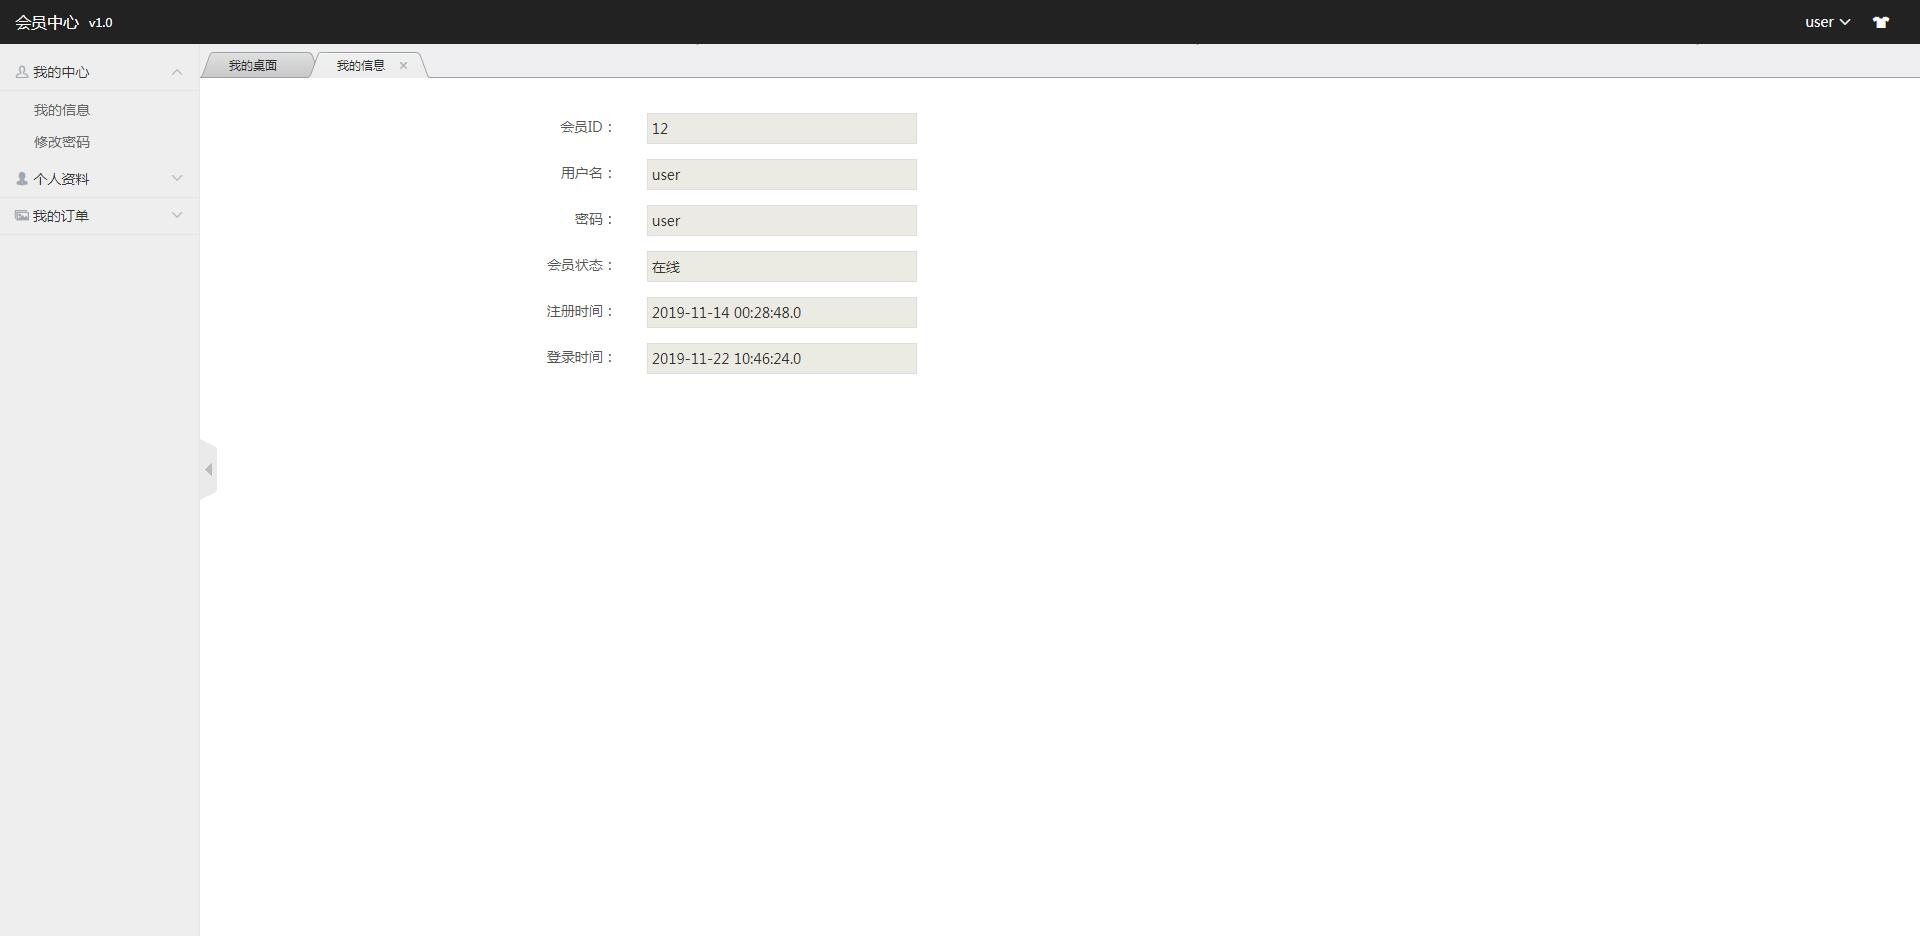 会员中心 v1.0
user
我的中心
我的信息
修改密码
个人资料
我的订单
我的桌面
我的信息
会员ID： 12
用户名： user
密码： user
会员状态： 在线
注册时间： 2019-11-14 00:28:48.0
登录时间： 2019-11-22 10:46:24.0